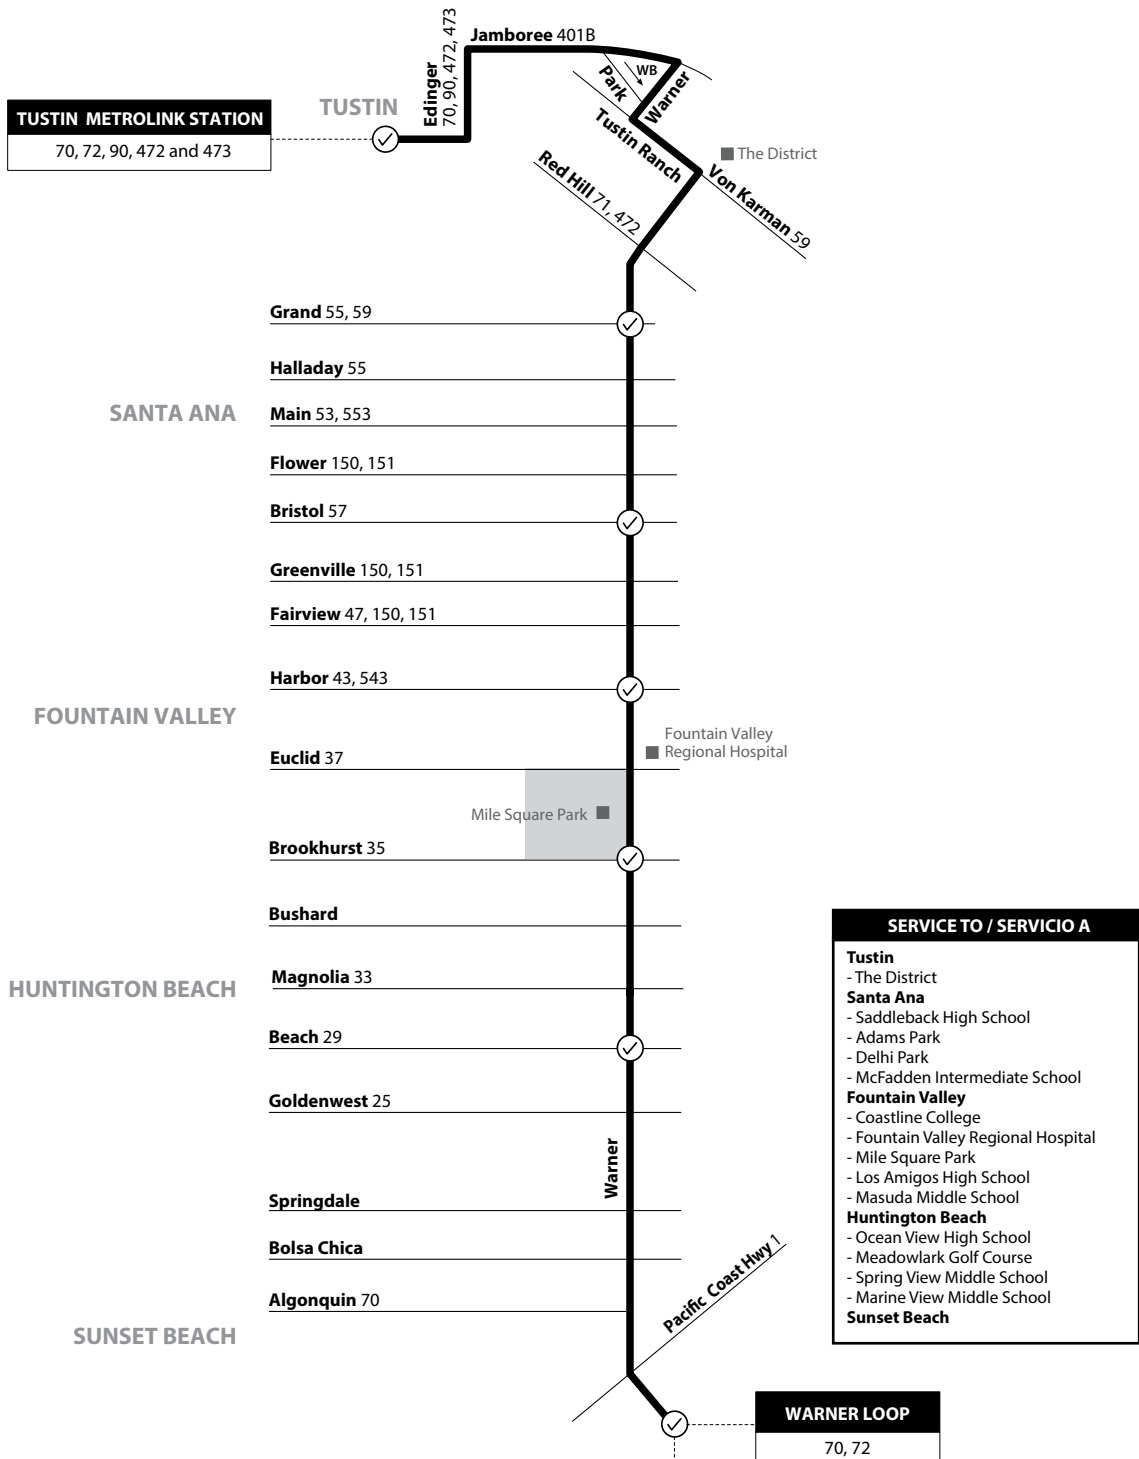 Jamboree 401B
Edinger
70, 90, 472, 473
WB
Park
Warner
TUSTIN
TUSTIN METROLINK STATION
70, 72, 90, 472 and 473
Tustin Ranch
The District
Von Karman 59
Red Hill 71, 472
Grand 55, 59
Halladay 55
SANTA ANA
Main 53, 553
Flower 150, 151
Bristol 57
Greenville 150, 151
Fairview 47, 150, 151
Harbor 43, 543
FOUNTAIN VALLEY
Fountain Valley
Regional Hospital
Euclid 37
Mile Square Park
Brookhurst 35
Bushard
HUNTINGTON BEACH
Magnolia 33
Beach 29
Goldenwest 25
Warner
Springdale
Bolsa Chica
Algonquin 70
SUNSET BEACH
Pacific Coast Hwy 1
SERVICE TO / SERVICIO A
Tustin
- The District
Santa Ana
- Saddleback High School
- Adams Park
- Delhi Park
- McFadden Intermediate School
Fountain Valley
- Coastline College
- Fountain Valley Regional Hospital
- Mile Square Park
- Los Amigos High School
- Masuda Middle School
Huntington Beach
- Ocean View High School
- Meadowlark Golf Course
- Spring View Middle School
- Marine View Middle School
Sunset Beach
WARNER LOOP
70, 72